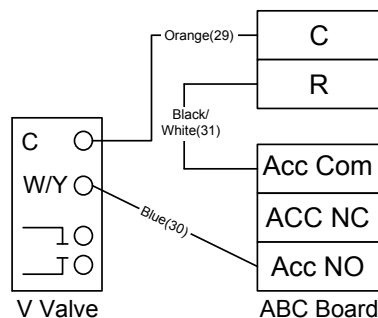 Orange(29)
C
R
Black/
White(31)
C
W/Y
Acc Com
ACC NC
Blue(30)
Acc NO
V Valve
ABC Board